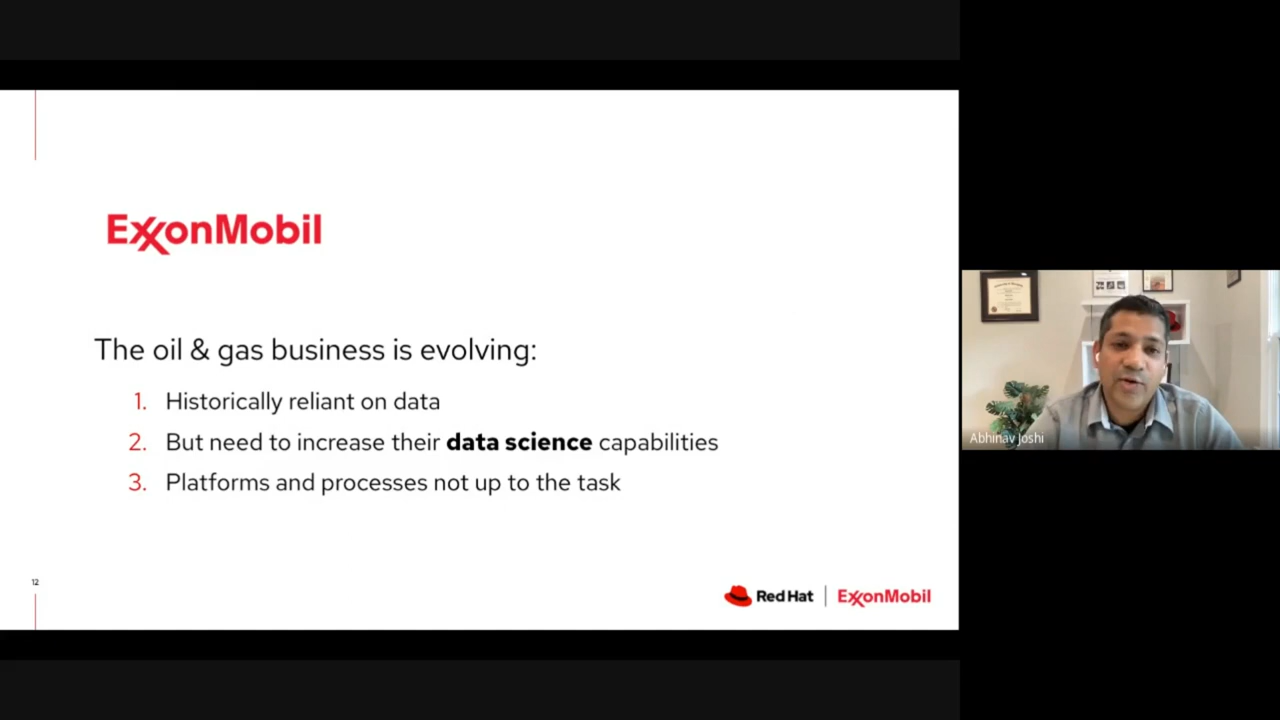 ExxonMobil
The oil & gas business is evolving:
1. Historically reliant on data
2. But need to increase their data science capabilities
3. Platforms and processes not up to the task
12
Red Hat | ExxonMobil
Abhinav Joshi